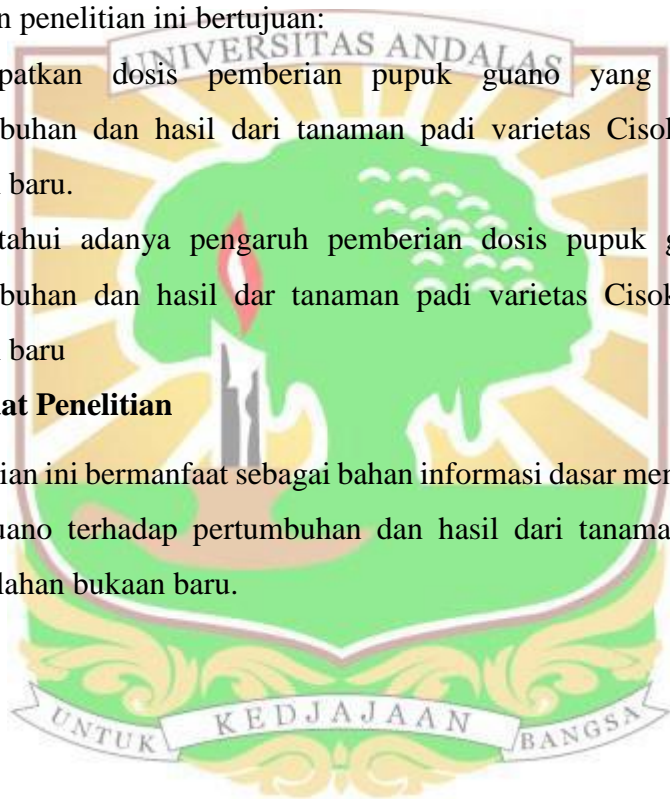 n penelitian ini bertujuan:
UNIVERSITAS ANDALAS
patkan dosis pemberian pupuk guano yang
buhan dan hasil dari tanaman padi varietas Cisok
baru.
tahui adanya pengaruh pemberian dosis pupuk g
buhan dan hasil dar tanaman padi varietas Cisok
baru
at Penelitian
ian ini bermanfaat sebagai bahan informasi dasar men
uano terhadap pertumbuhan dan hasil dari tanama
lahan bukaan baru.
UNTUK KEDJAJAAN BANGSA